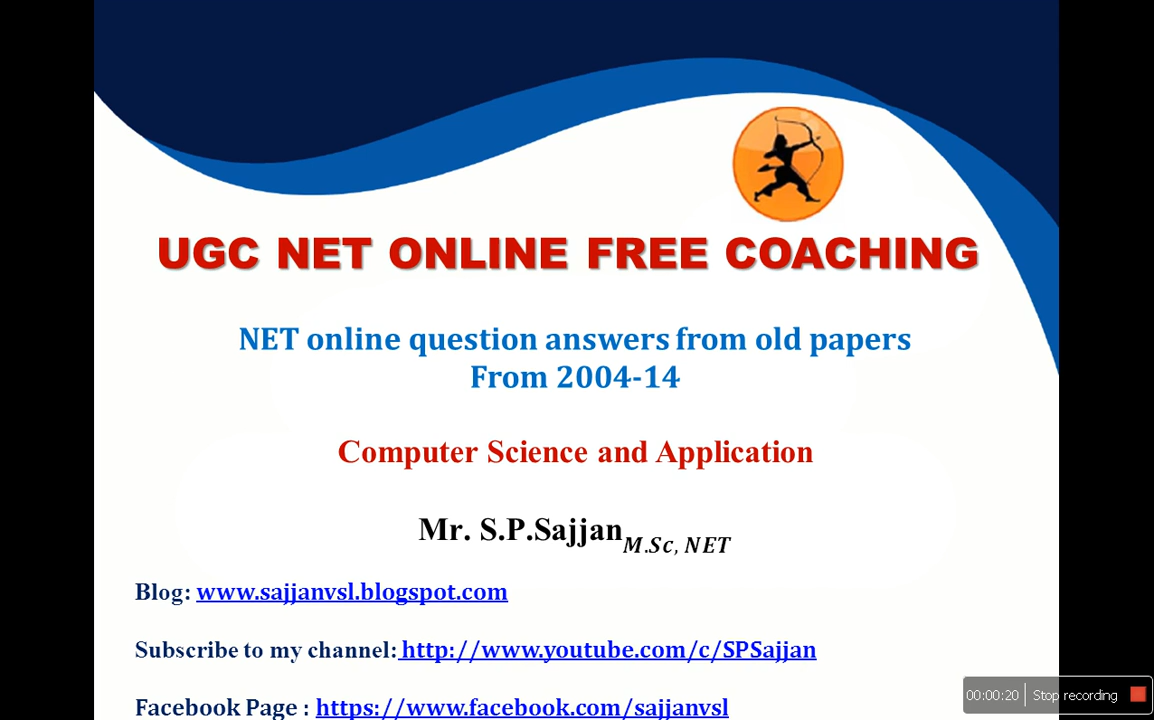 UGC NET ONLINE FREE COACHING
NET online question answers from old papers
From 2004-14
Computer Science and Application
Mr. S.P.Sajjan M.Sc, NET
Blog: www.sajjanvsl.blogspot.com
Subscribe to my channel: http://www.youtube.com/c/SPSajjan
Facebook Page : https://www.facebook.com/sajjanvsl
00:00:20 Stop recording